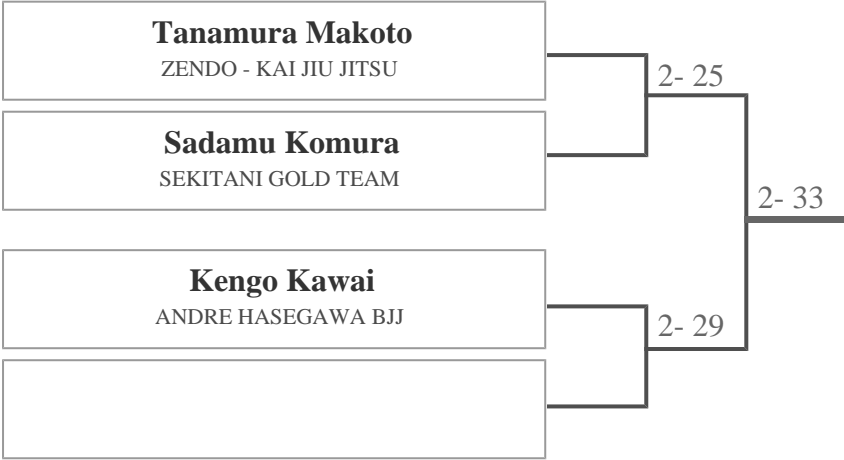 Tanamura Makoto
ZENDO - KAI JIU JITSU
2- 25
Sadamu Komura
SEKITANI GOLD TEAM
2- 33
Kengo Kawai
ANDRE HASEGAWA BJJ
2- 29